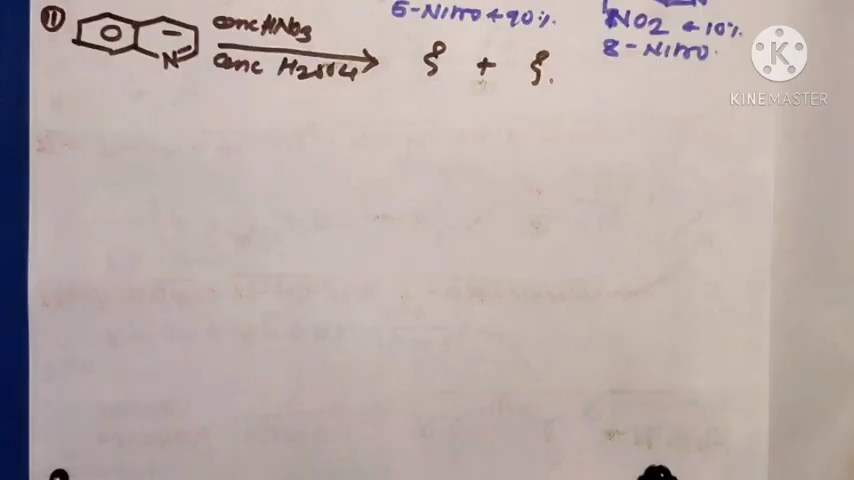 5-Nitro ← 90%.
NO2 ← 10%.
8-Nitro.
11
conc HNO3
conc H2SO4
N
? + ?.
K
KINEMASTER